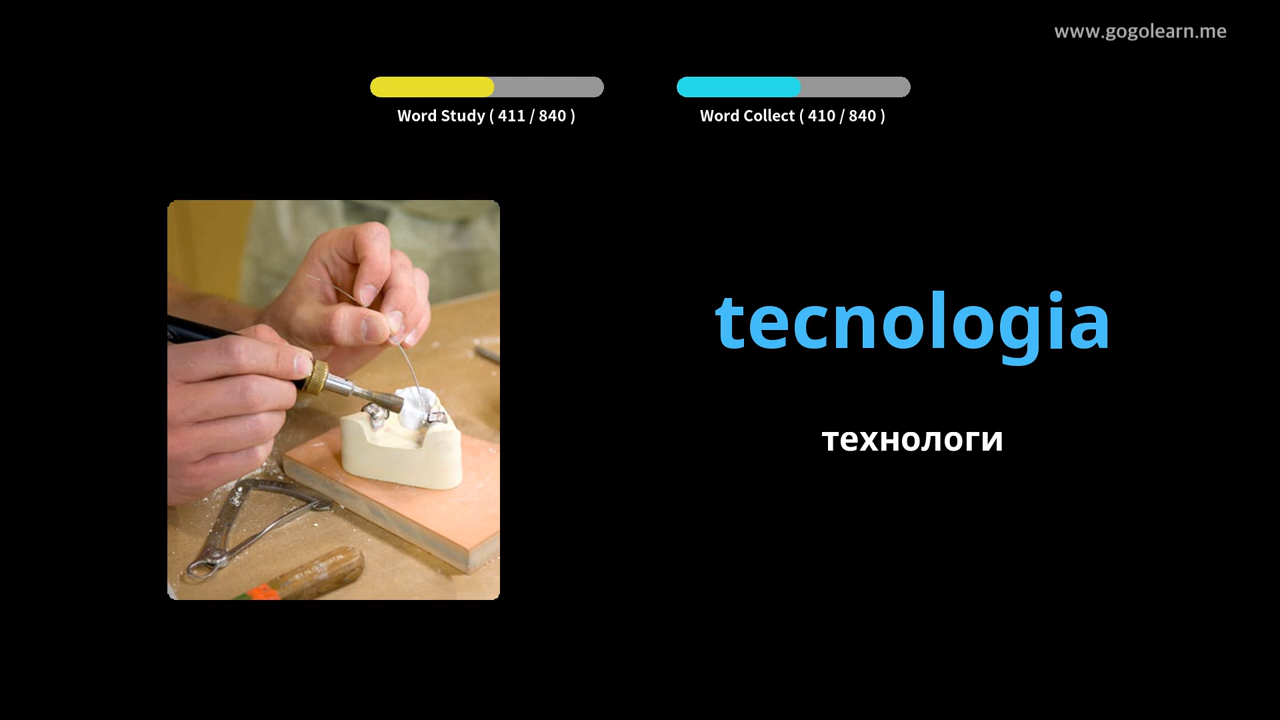 www.gogolearn.me
Word Study ( 411 / 840 )
Word Collect ( 410 / 840 )
tecnologia
технологи